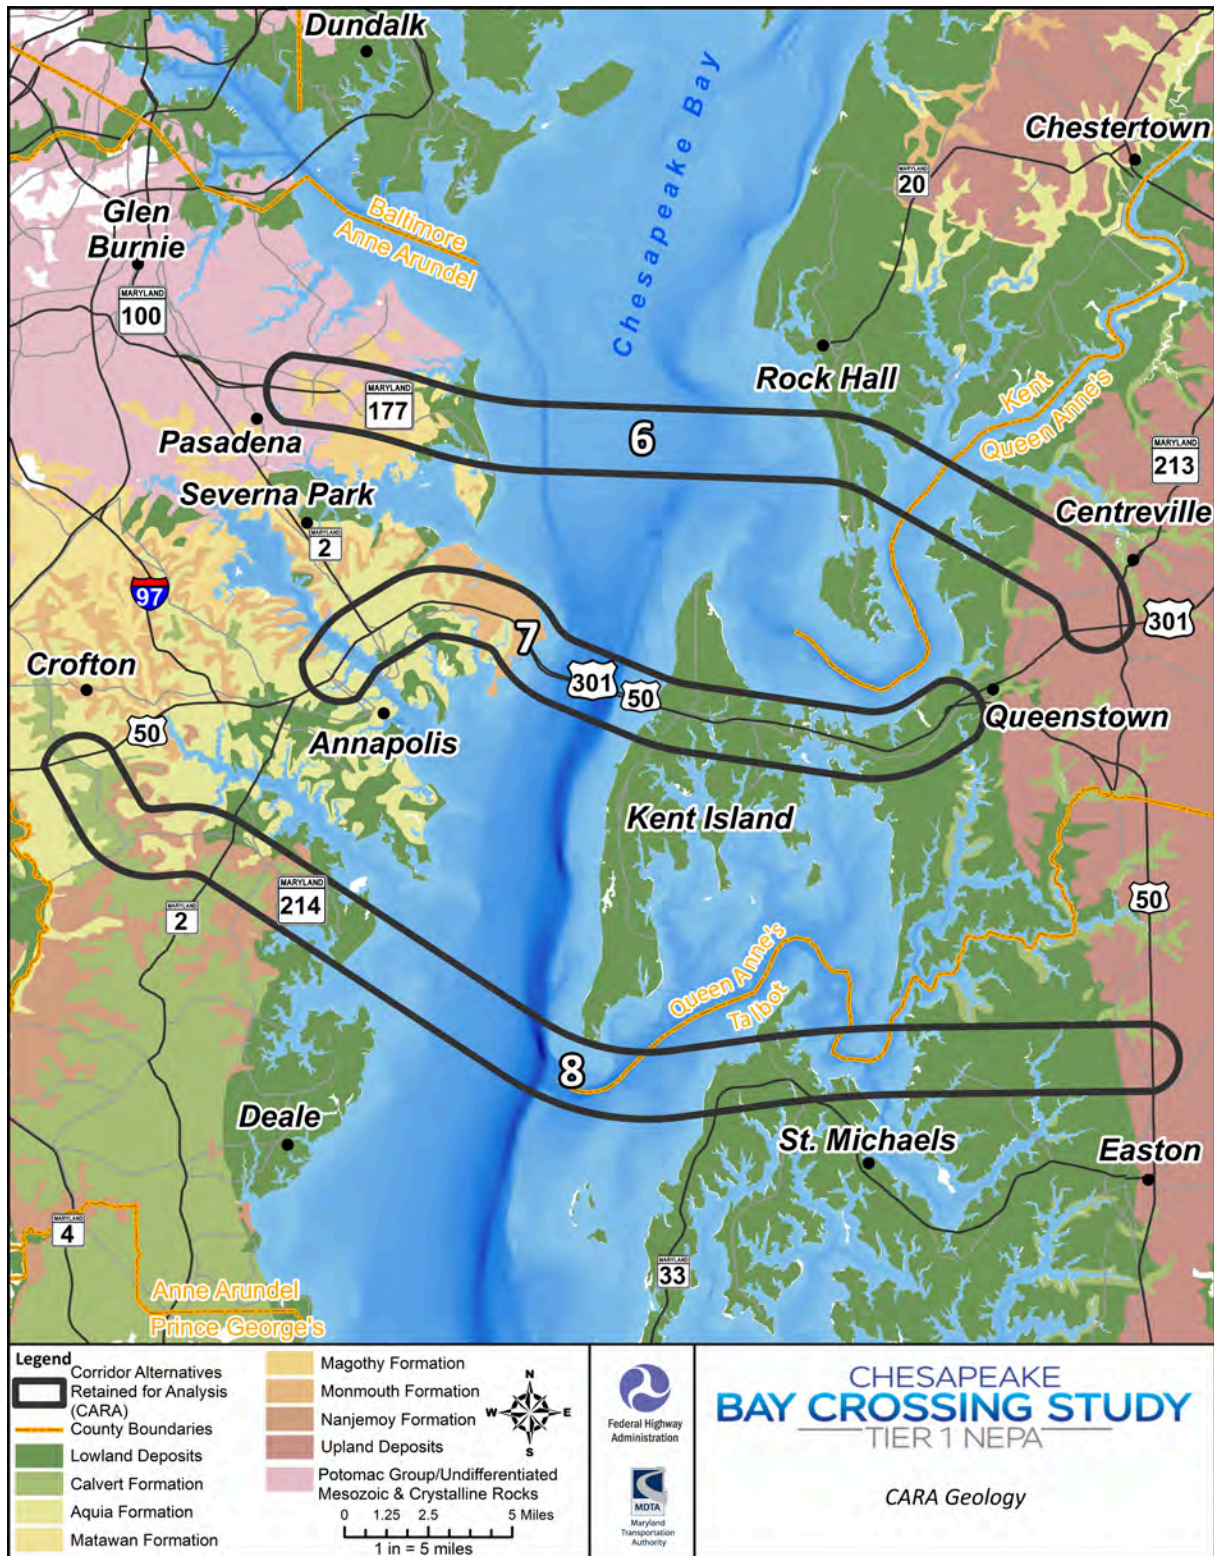 Dundalk
Chesapeake Bay
Chestertown
MARYLAND
20
Glen
Burnie
Baltimore
Anne Arundel
MARYLAND
100
Rock Hall
Kent
Queen Anne's
MARYLAND
177
6
Pasadena
MARYLAND
213
Severna Park
Centreville
MARYLAND
2
97
301
7
Crofton
301
50
Queenstown
50
Annapolis
Kent Island
MARYLAND
214
MARYLAND
2
50
Queen Anne's
Talbot
8
Deale
St. Michaels
Easton
MARYLAND
4
MARYLAND
33
Anne Arundel
Prince George's
Legend
Corridor Alternatives
Retained for Analysis
(CARA)
County Boundaries
Lowland Deposits
Calvert Formation
Aquia Formation
Matawan Formation
Magothy Formation
Monmouth Formation
Nanjemoy Formation
Upland Deposits
Potomac Group/Undifferentiated
Mesozoic & Crystalline Rocks
N
W E
S
0 1.25 2.5 5 Miles
1 in = 5 miles
Federal Highway
Administration
MDTA
Maryland
Transportation
Authority
CHESAPEAKE
BAY CROSSING STUDY
TIER 1 NEPA
CARA Geology